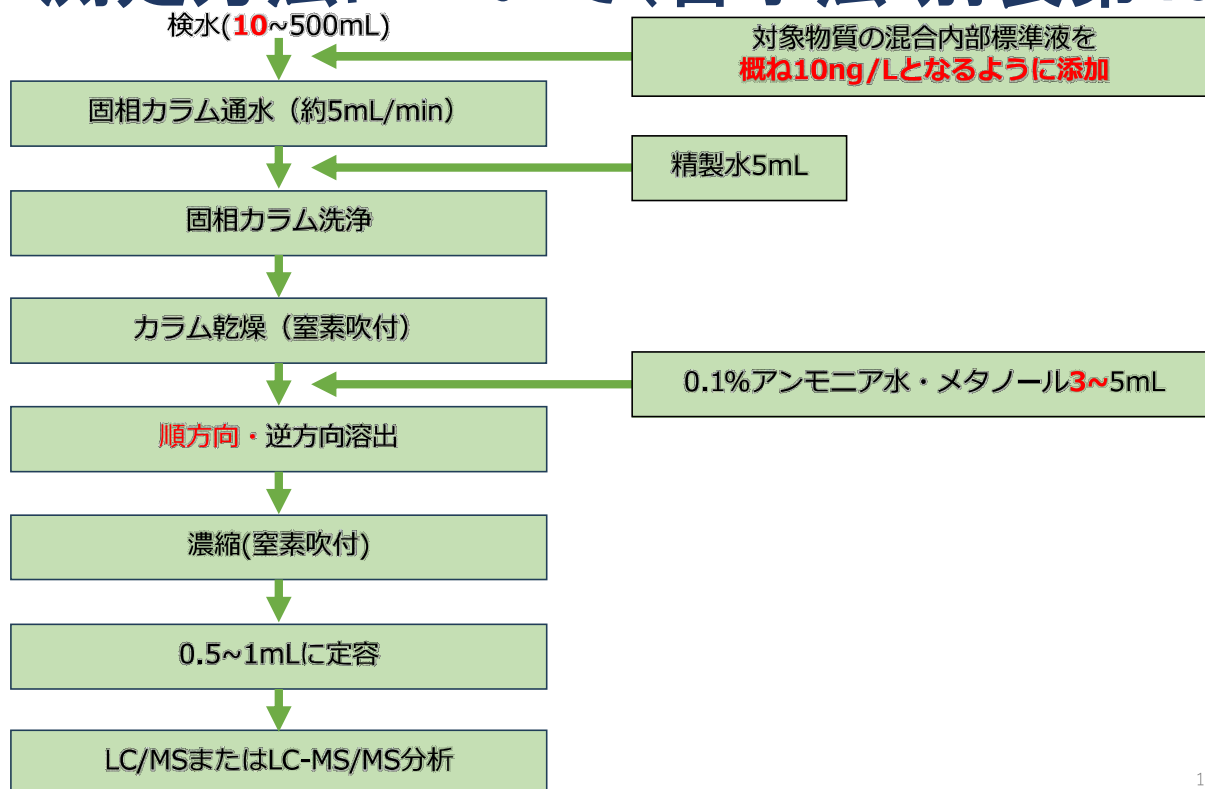 検水(10~500mL)
対象物質の混合内部標準液を
概ね10ng/Lとなるように添加
固相カラム通水（約5mL/min）
精製水5mL
固相カラム洗浄
カラム乾燥（窒素吹付）
0.1%アンモニア水・メタノール3~5mL
順方向・逆方向溶出
濃縮(窒素吹付)
0.5~1mLに定容
LC/MSまたはLC-MS/MS分析
1